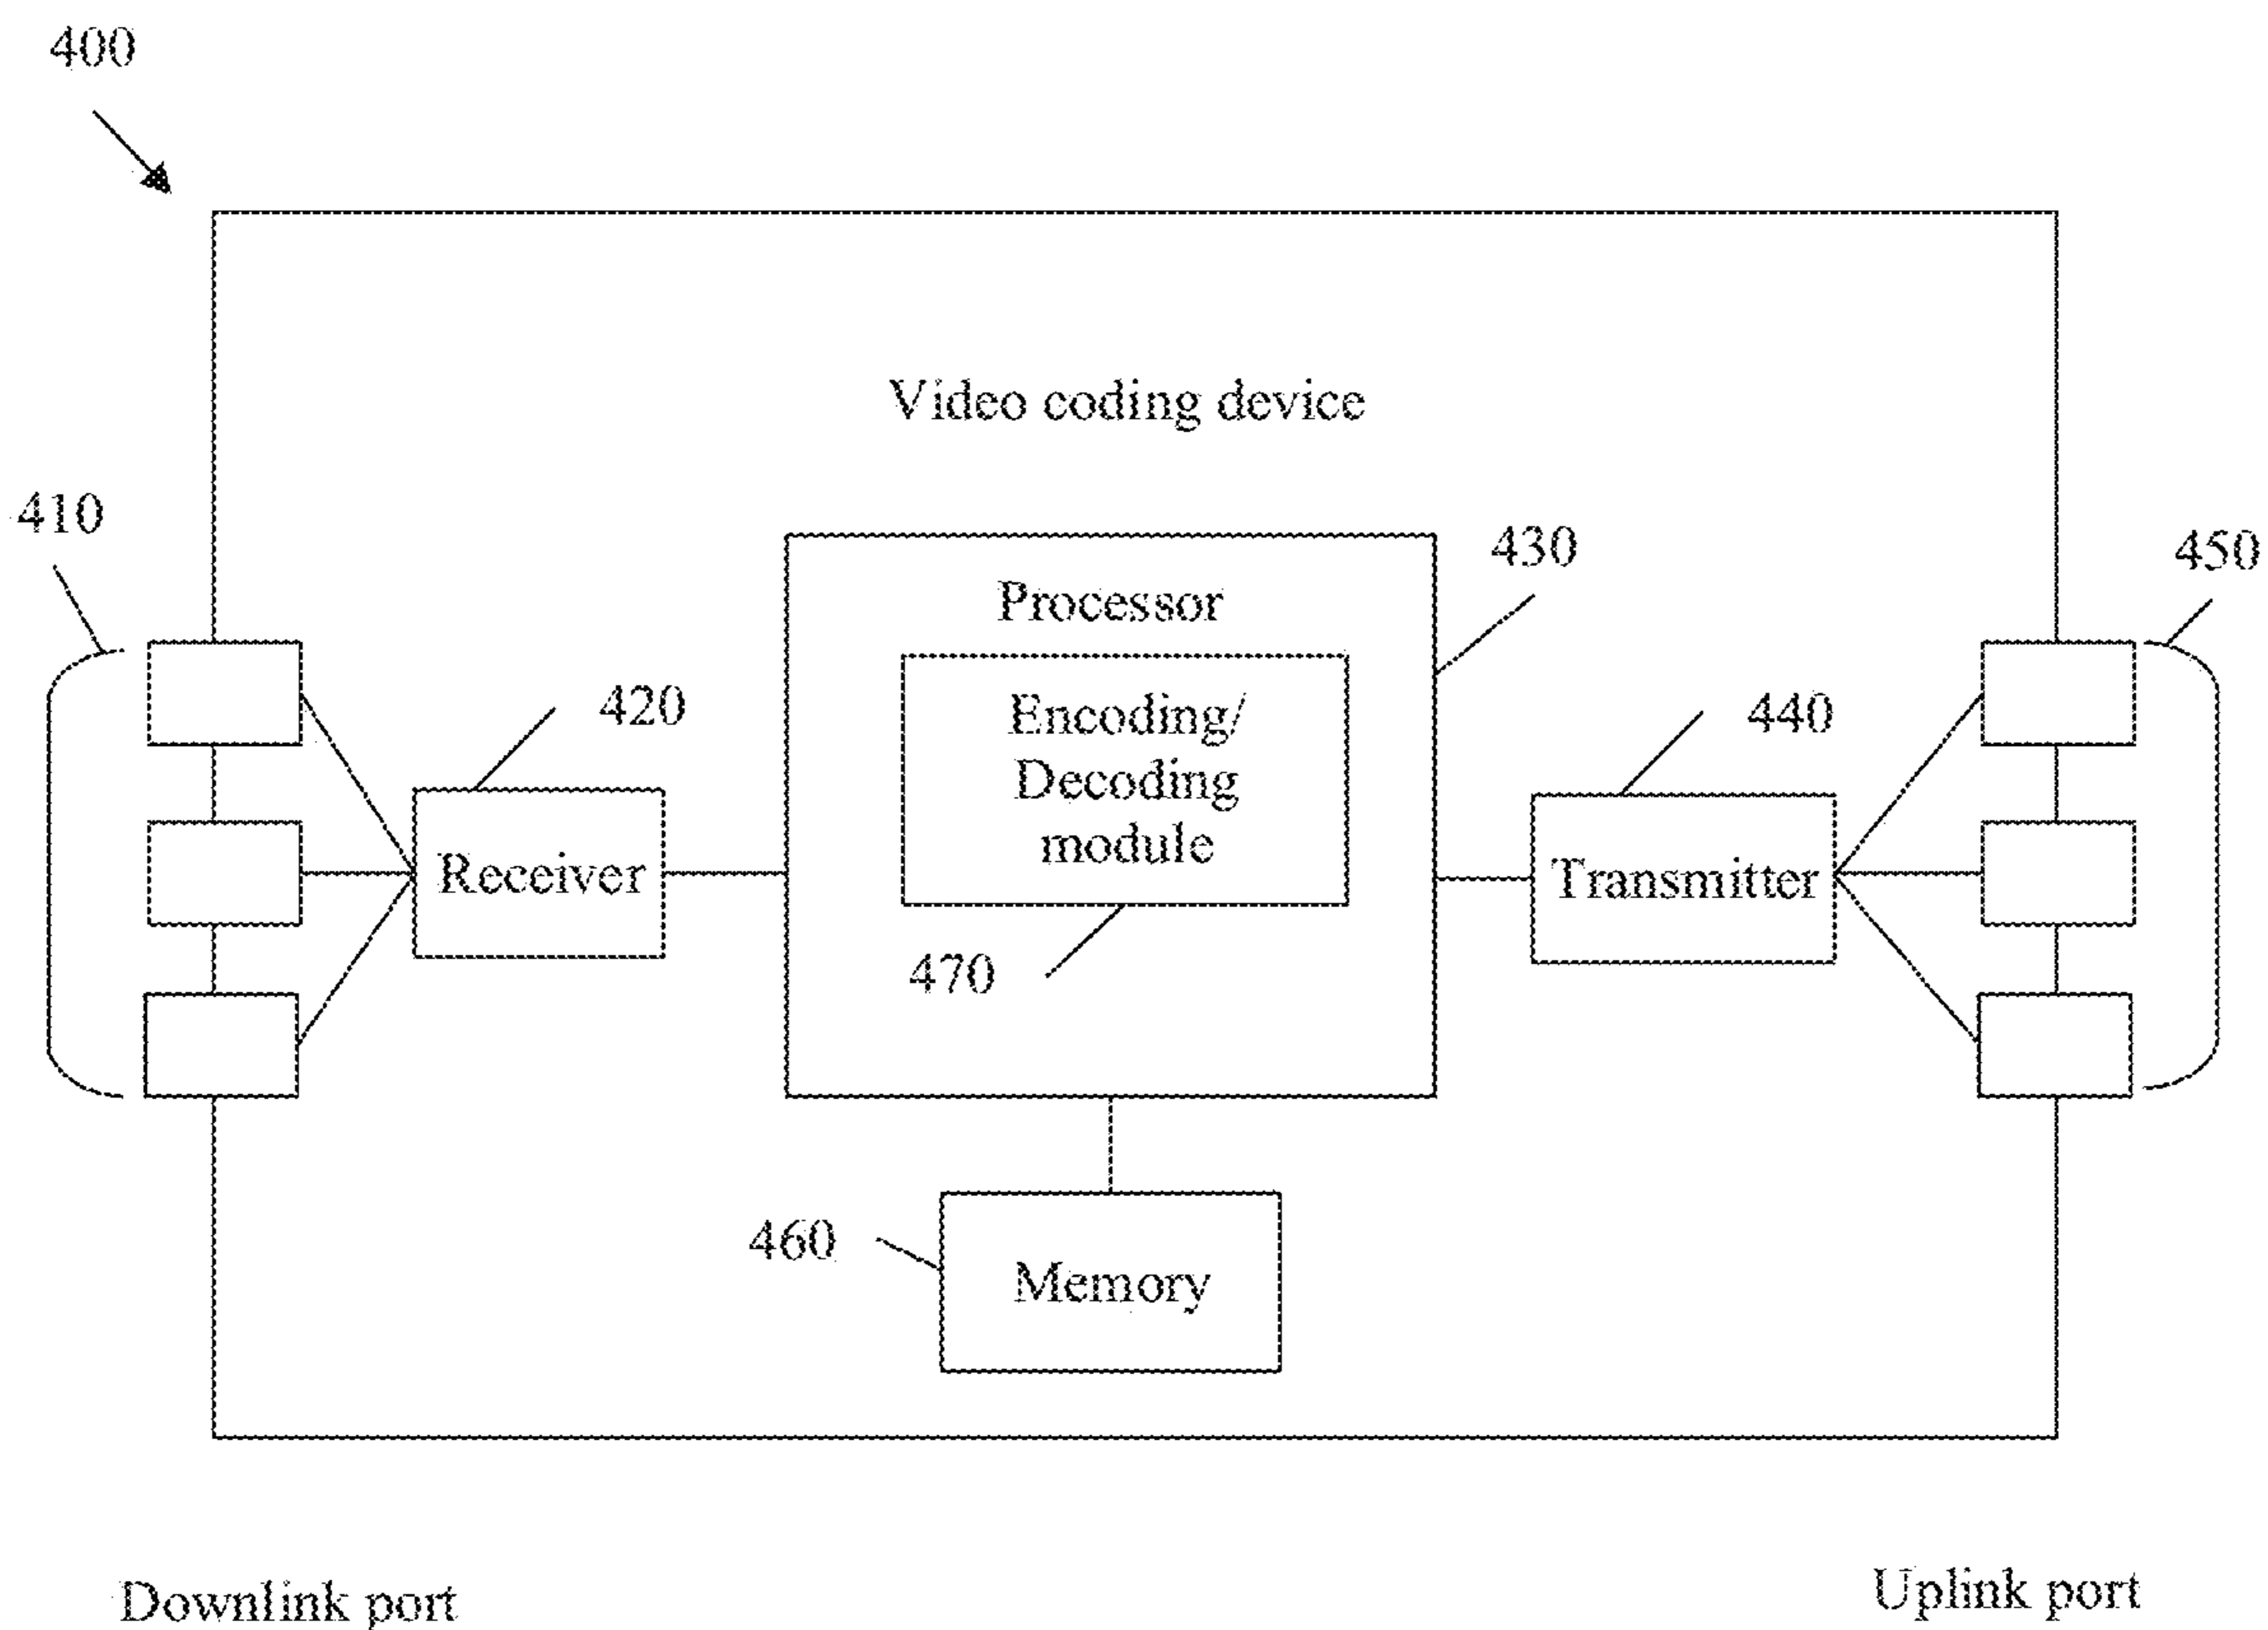 400
Video coding device
410
430
450
Processor
420
440
Encoding/
Decoding
module
Receiver
Transmitter
470
460
Memory
Downlink port
Uplink port